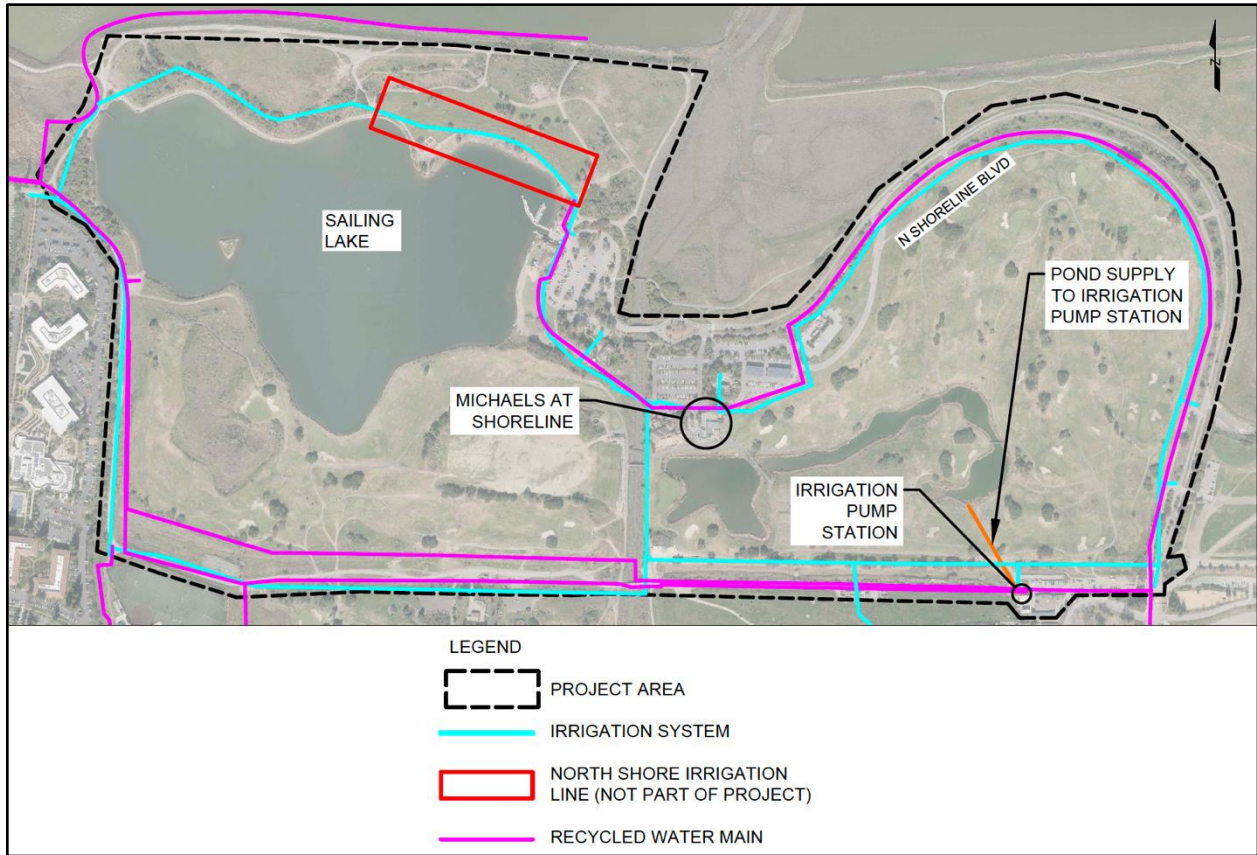 N
SAILING
LAKE
N SHORELINE BLVD
POND SUPPLY
TO IRRIGATION
PUMP STATION
MICHAELS AT
SHORELINE
IRRIGATION
PUMP
STATION
LEGEND
PROJECT AREA
IRRIGATION SYSTEM
NORTH SHORE IRRIGATION
LINE (NOT PART OF PROJECT)
RECYCLED WATER MAIN